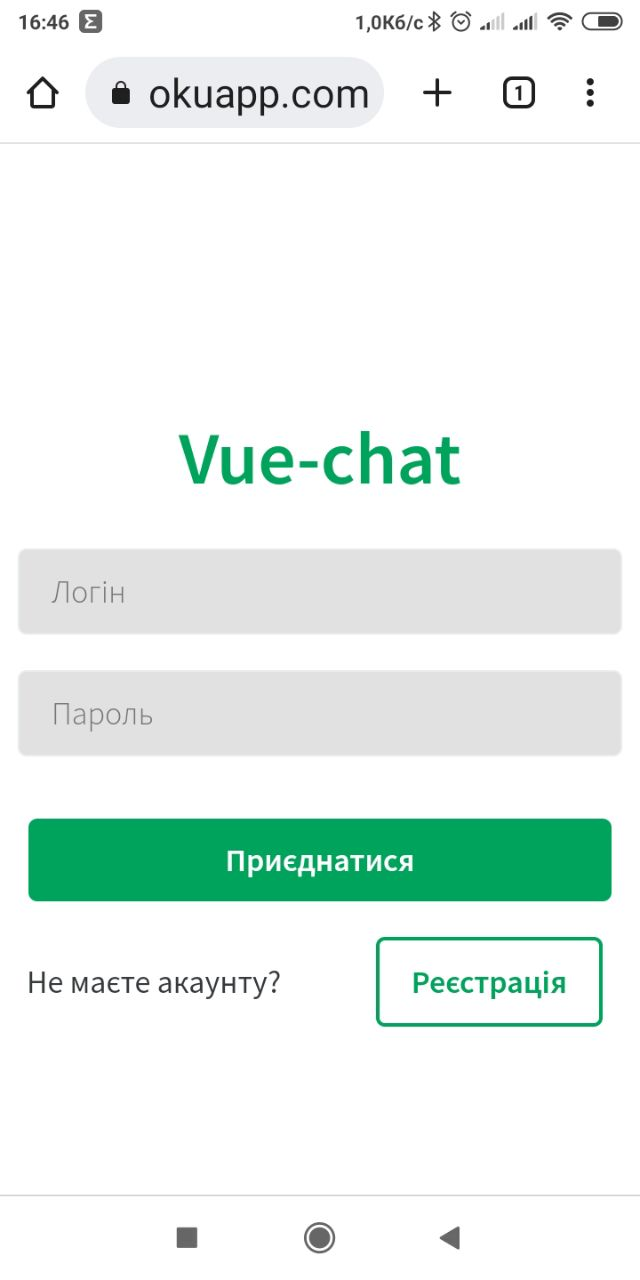 16:46 Σ 1,0Кб/с
okuapp.com 1
Vue-chat
Логін
Пароль
Приєднатися
Не маєте акаунту? Реєстрація